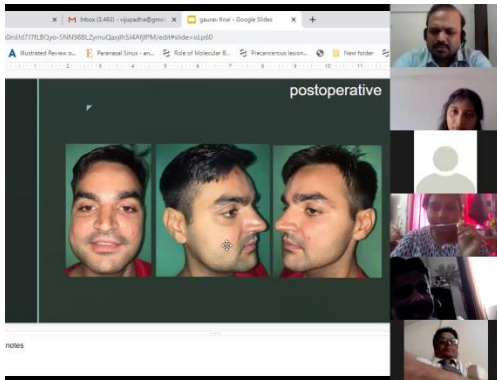 Inbox (3,462) - vijupadha@gmai
gaurav final - Google Slides
Illustrated Review o...
Paranasal Sinus - an...
Role of Molecular B...
Precancerous lesion...
New folder
postoperative
notes